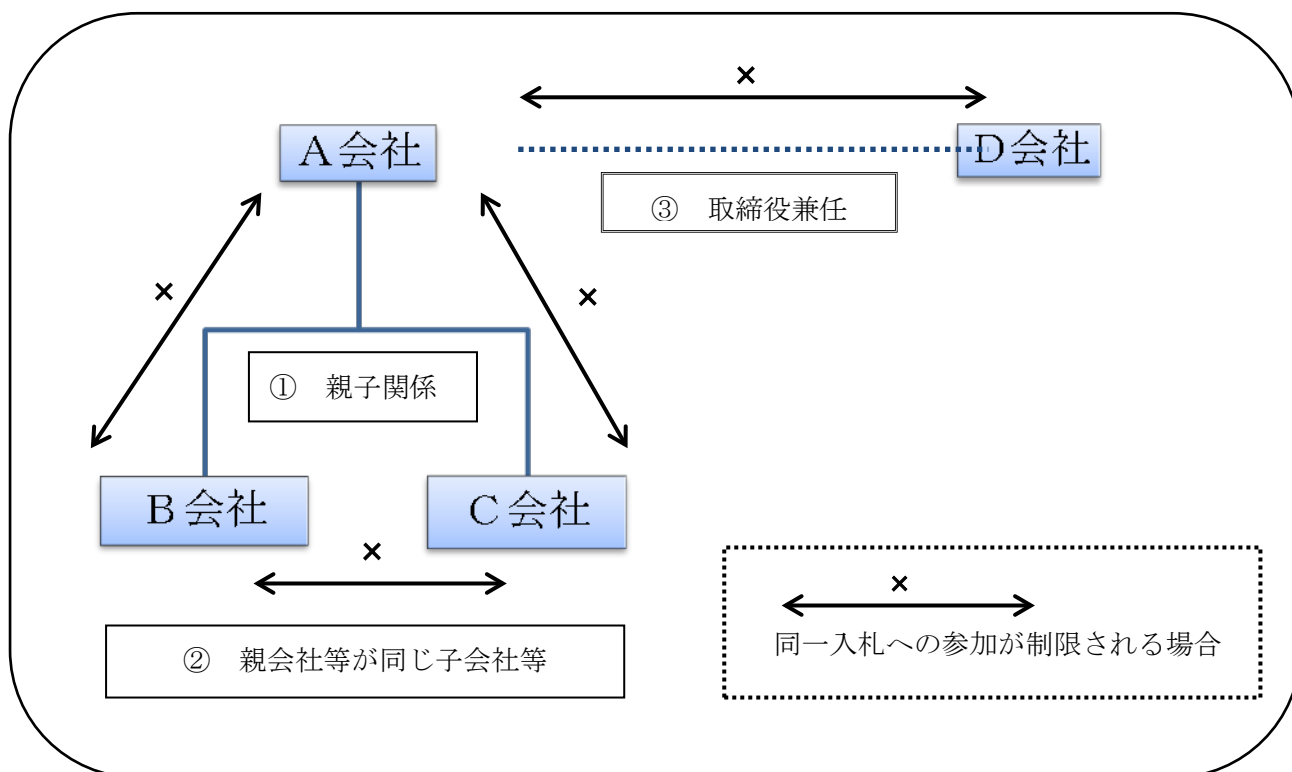 ×
A会社
D会社
③ 取締役兼任
×
×
① 親子関係
B会社
C会社
×
② 親会社等が同じ子会社等
×
同一入札への参加が制限される場合